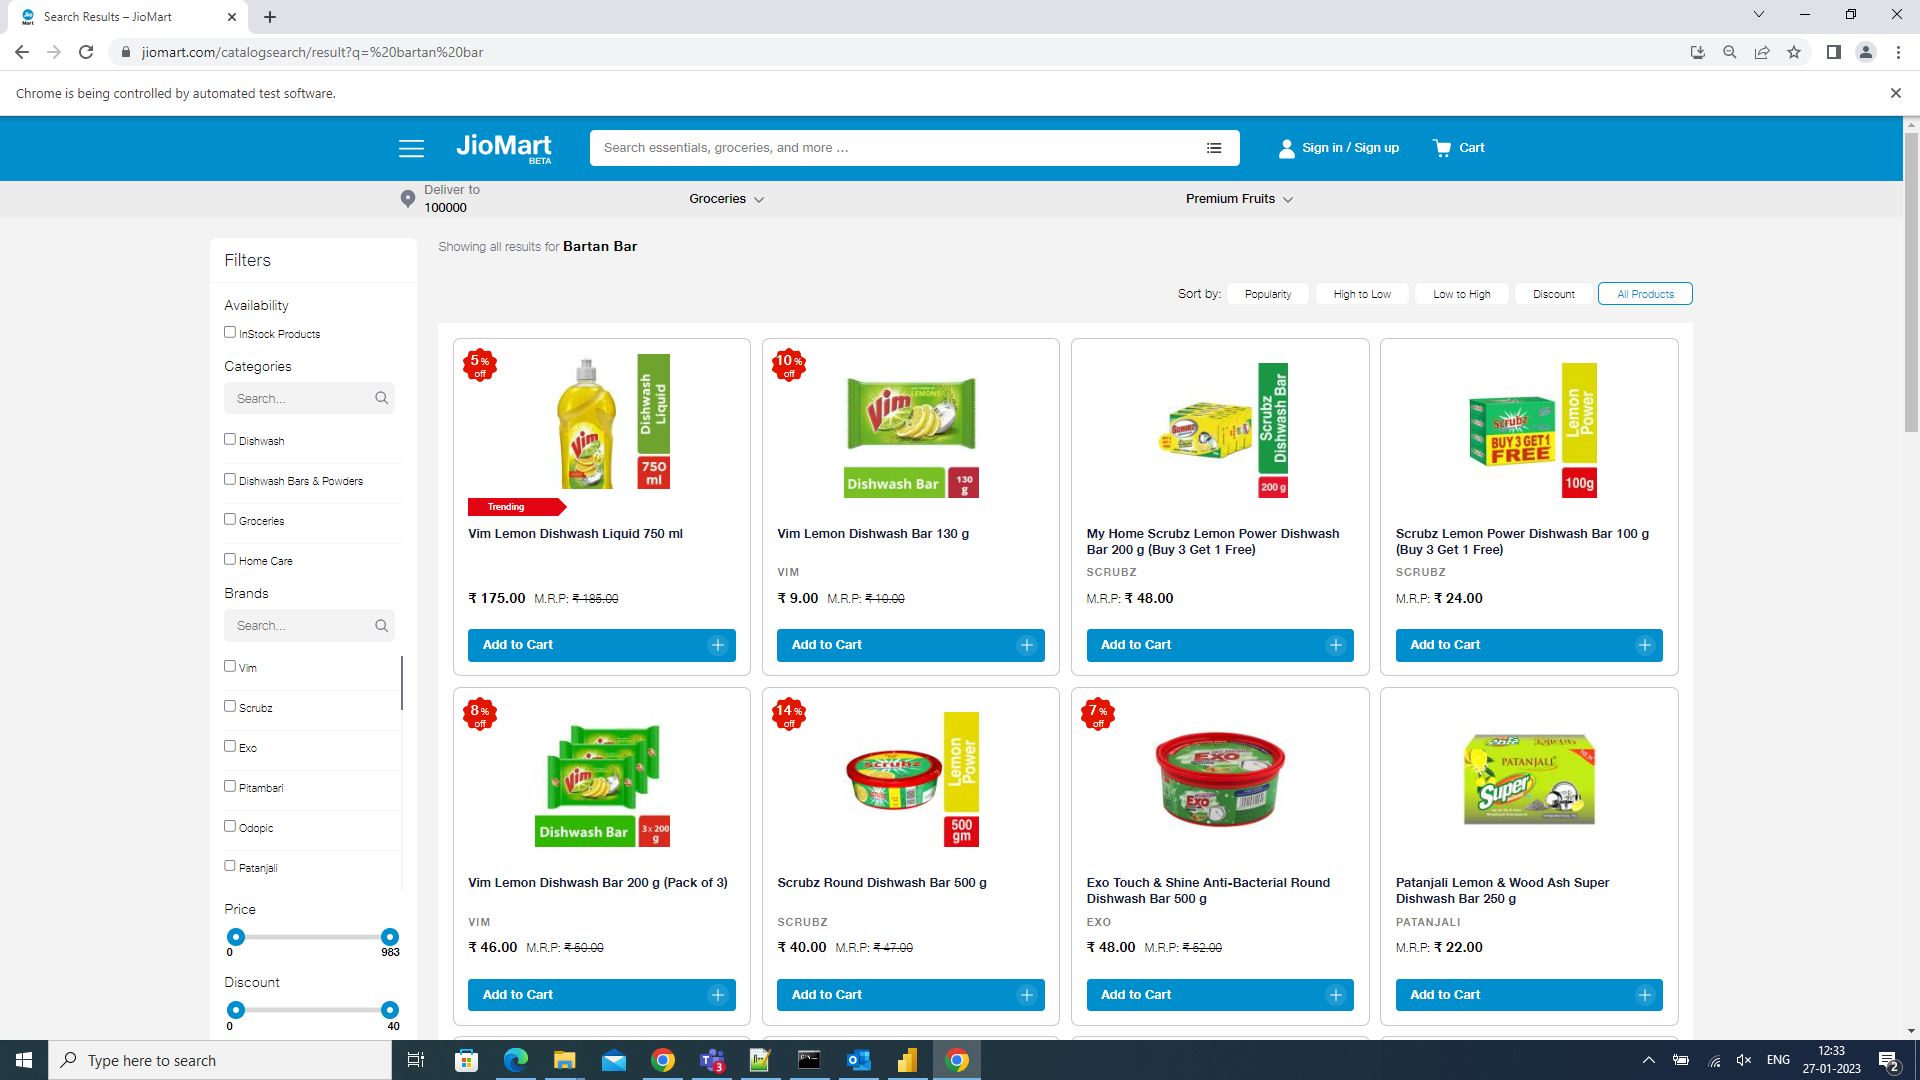 Search Results – JioMart
jiomart.com/catalogsearch/result?q=%20bartan%20bar
Chrome is being controlled by automated test software.
JioMart
BETA
Search essentials, groceries, and more ...
Sign in / Sign up
Cart
Deliver to
100000
Groceries
Premium Fruits
Showing all results for Bartan Bar
Filters
Availability
InStock Products
Categories
Search...
Dishwash
Dishwash Bars & Powders
Groceries
Home Care
Brands
Search...
Vim
Scrubz
Exo
Pitambari
Odopic
Patanjali
Price
0
983
Discount
0
40
Sort by:
Popularity
High to Low
Low to High
Discount
All Products
5%
off
Vim
Dishwash
Liquid
750
ml
Trending
Vim Lemon Dishwash Liquid 750 ml
₹ 175.00 M.R.P: ₹ 185.00
Add to Cart
10%
off
Vim
LEMONS
Dishwash Bar
130
g
Vim Lemon Dishwash Bar 130 g
VIM
₹ 9.00 M.R.P: ₹ 10.00
Add to Cart
Scrubz
Scrubz
Dishwash Bar
200 g
My Home Scrubz Lemon Power Dishwash
Bar 200 g (Buy 3 Get 1 Free)
SCRUBZ
M.R.P: ₹ 48.00
Add to Cart
Scrubz
BUY 3 GET 1
FREE
Lemon
Power
100g
Scrubz Lemon Power Dishwash Bar 100 g
(Buy 3 Get 1 Free)
SCRUBZ
M.R.P: ₹ 24.00
Add to Cart
8%
off
Vim
Dishwash Bar
3 x 200
g
Vim Lemon Dishwash Bar 200 g (Pack of 3)
VIM
₹ 46.00 M.R.P: ₹ 50.00
Add to Cart
14%
off
Scrubz
Lemon
Power
500
gm
Scrubz Round Dishwash Bar 500 g
SCRUBZ
₹ 40.00 M.R.P: ₹ 47.00
Add to Cart
7%
off
EXO
EXO
Exo Touch & Shine Anti-Bacterial Round
Dishwash Bar 500 g
EXO
₹ 48.00 M.R.P: ₹ 52.00
Add to Cart
PATANJALI
Super
Patanjali Lemon & Wood Ash Super
Dishwash Bar 250 g
PATANJALI
M.R.P: ₹ 22.00
Add to Cart
Type here to search
3
ENG
12:33
27-01-2023
2